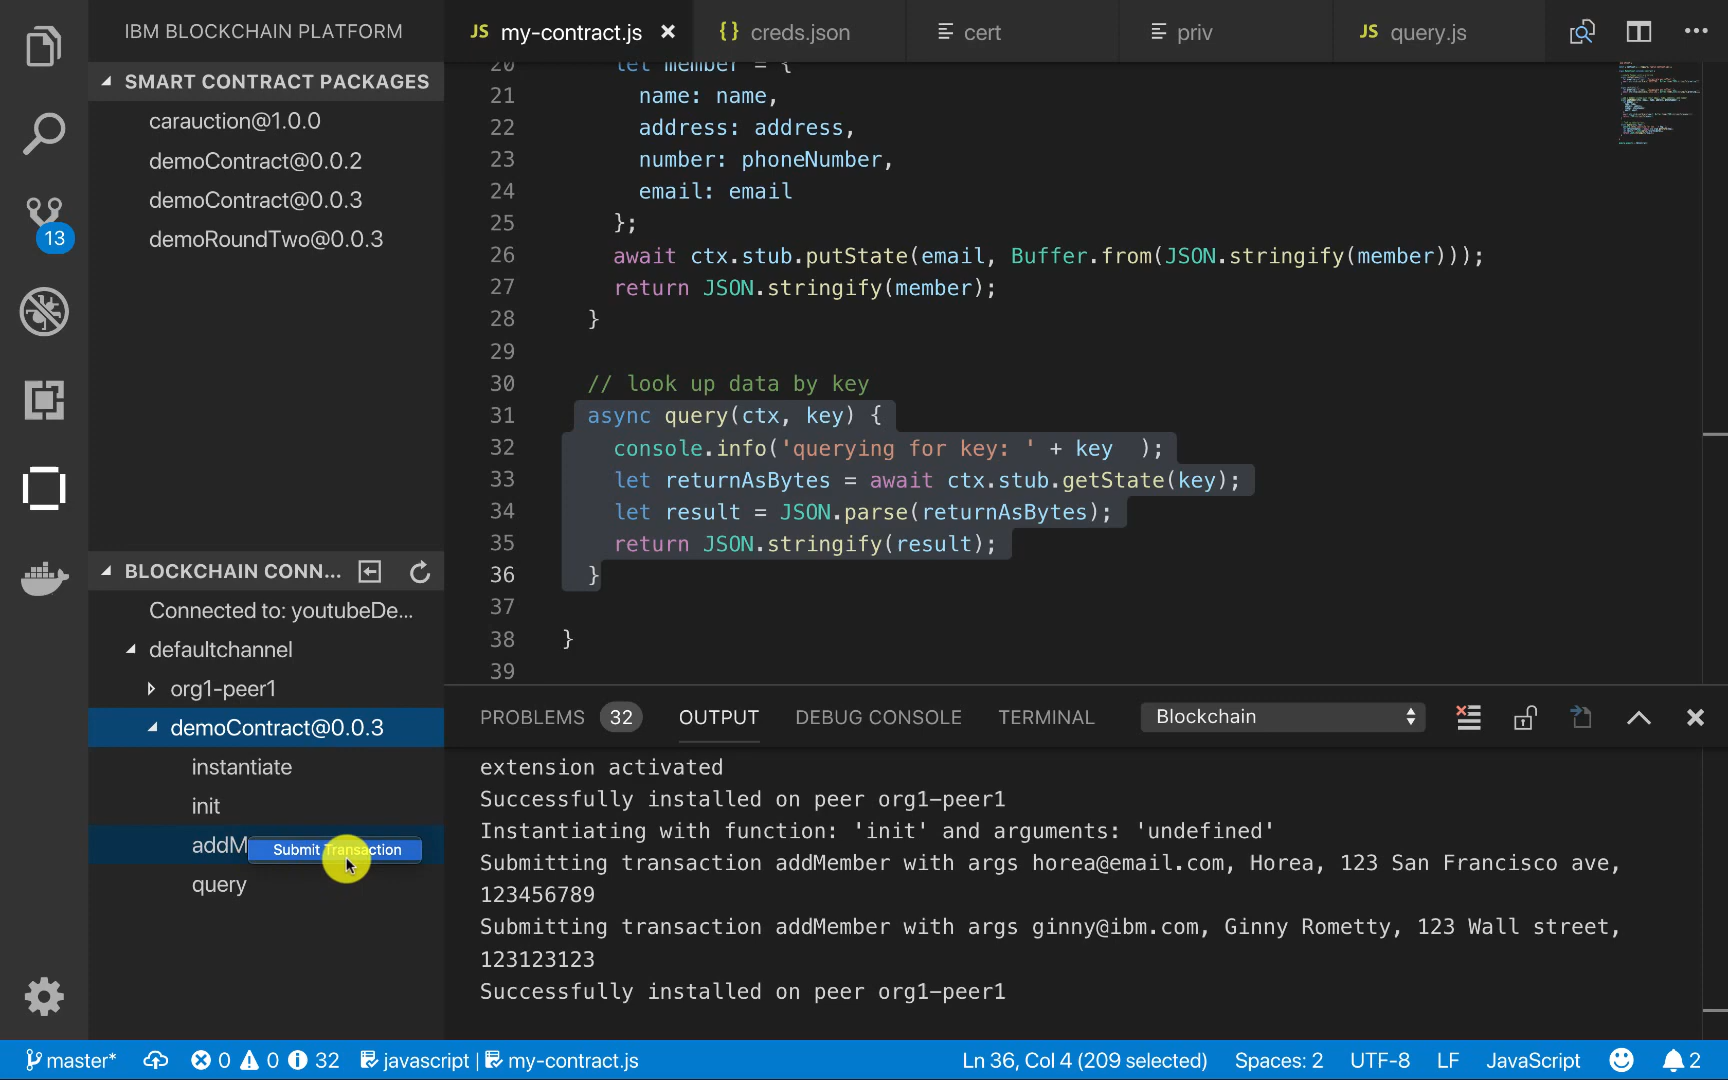 IBM BLOCKCHAIN PLATFORM
SMART CONTRACT PACKAGES
carauction@1.0.0
demoContract@0.0.2
demoContract@0.0.3
demoRoundTwo@0.0.3
13
BLOCKCHAIN CONN...
Connected to: youtubeDe...
defaultchannel
org1-peer1
demoContract@0.0.3
instantiate
init
addM
Submit Transaction
query
JS my-contract.js
{} creds.json
cert
priv
JS query.js
20 let member = {
21 name: name,
22 address: address,
23 number: phoneNumber,
24 email: email
25 };
26 await ctx.stub.putState(email, Buffer.from(JSON.stringify(member)));
27 return JSON.stringify(member);
28 }
29
30 // look up data by key
31 async query(ctx, key) {
32 console.info('querying for key: ' + key  );
33 let returnAsBytes = await ctx.stub.getState(key);
34 let result = JSON.parse(returnAsBytes);
35 return JSON.stringify(result);
36 }
37
38 }
39
PROBLEMS 32 OUTPUT DEBUG CONSOLE TERMINAL Blockchain
extension activated
Successfully installed on peer org1-peer1
Instantiating with function: 'init' and arguments: 'undefined'
Submitting transaction addMember with args horea@email.com, Horea, 123 San Francisco ave,
123456789
Submitting transaction addMember with args ginny@ibm.com, Ginny Rometty, 123 Wall street,
123123123
Successfully installed on peer org1-peer1
master* 0 0 32 javascript | my-contract.js Ln 36, Col 4 (209 selected) Spaces: 2 UTF-8 LF JavaScript 2